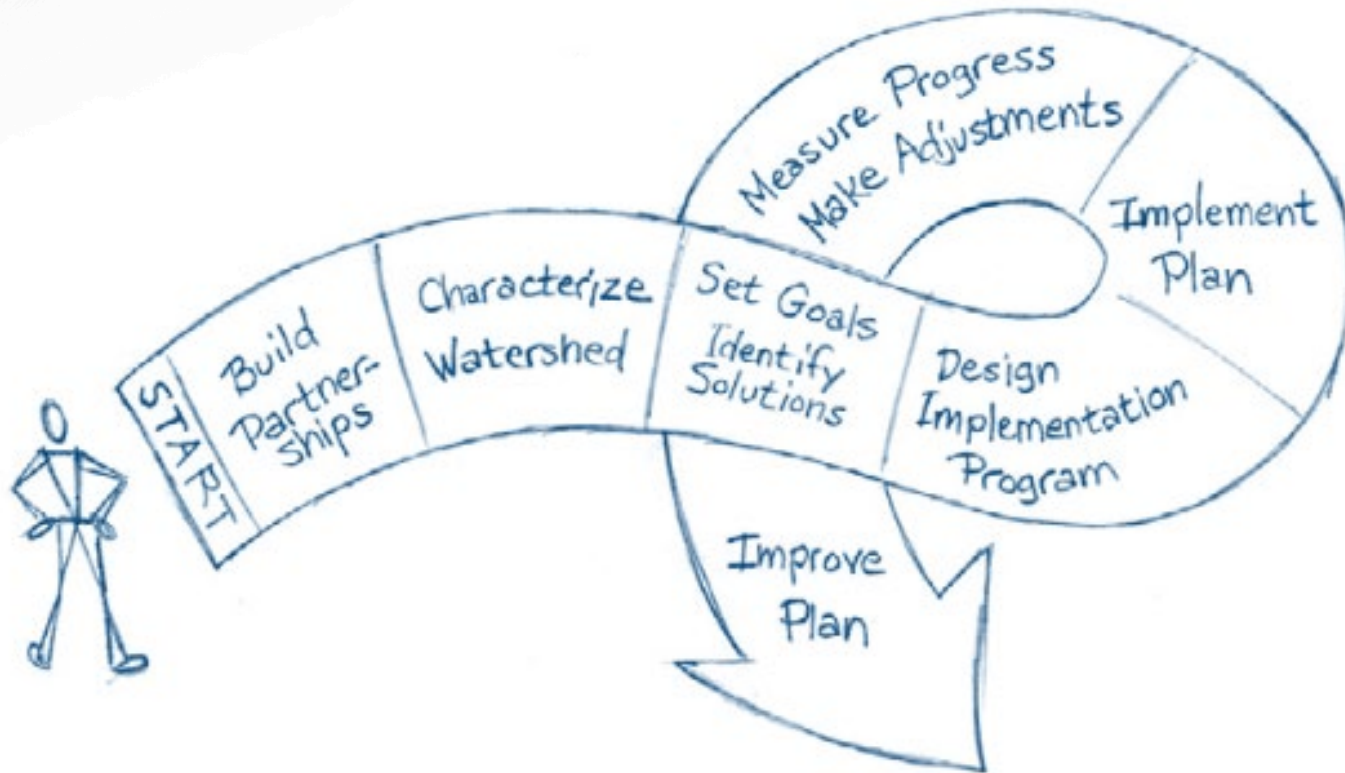 START
Build
Partner-
ships
Characterize
Watershed
Set Goals
Identify
Solutions
Design
Implementation
Program
Implement
Plan
Measure Progress
Make Adjustments
Improve
Plan